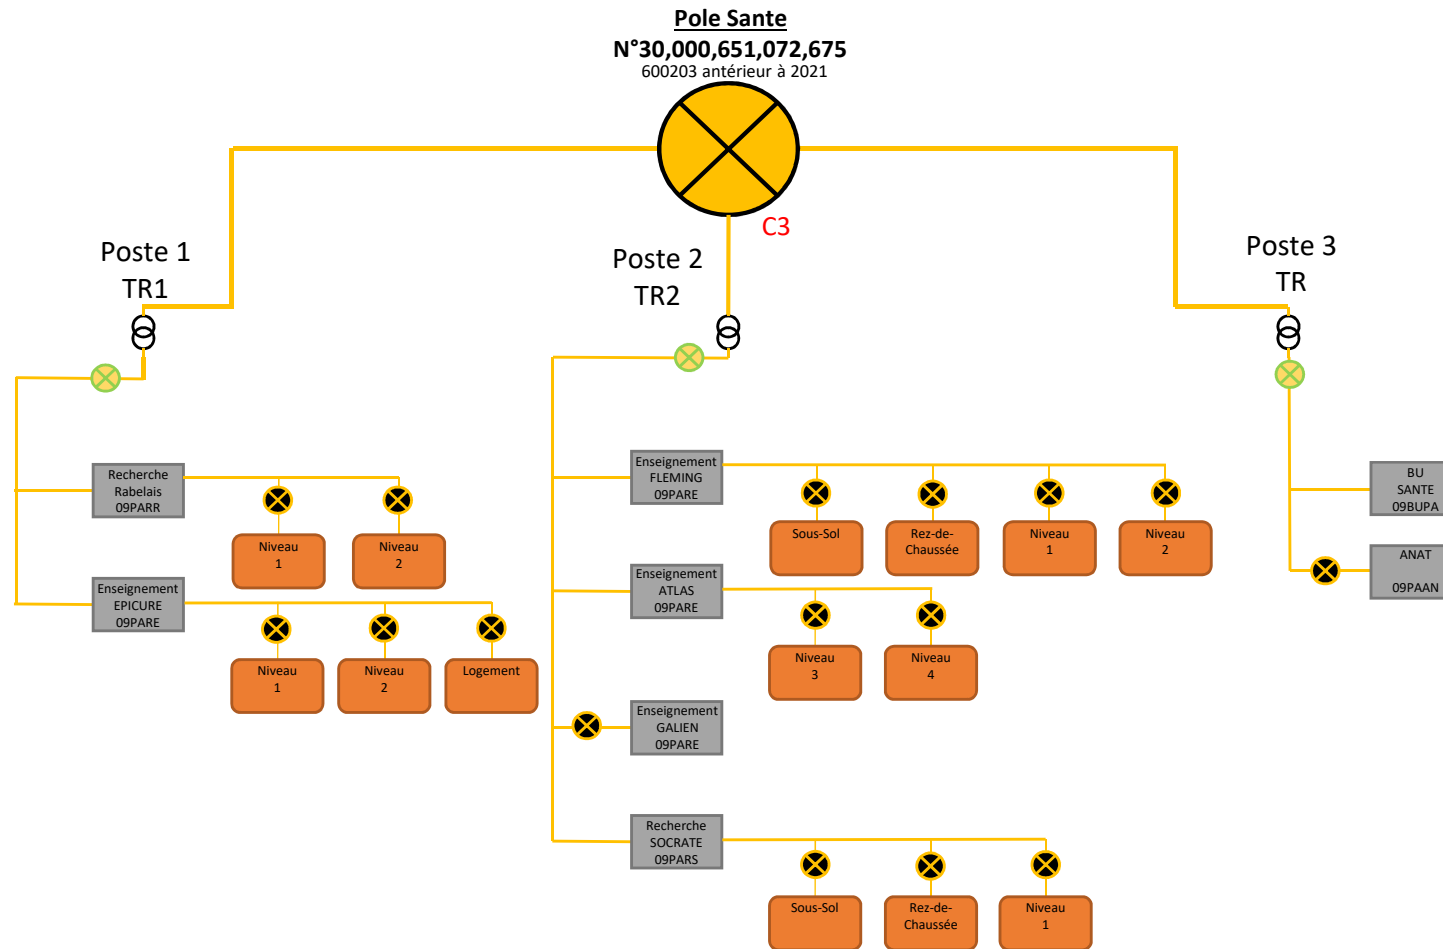 Pole Sante
N°30,000,651,072,675
600203 antérieur à 2021
C3
Poste 1
TR1
Poste 2
TR2
Poste 3
TR
Recherche
Rabelais
09PARR
Niveau
1
Niveau
2
Enseignement
EPICURE
09PARE
Niveau
1
Niveau
2
Logement
Enseignement
FLEMING
09PARE
Sous-Sol
Rez-de-
Chaussée
Niveau
1
Niveau
2
Enseignement
ATLAS
09PARE
Niveau
3
Niveau
4
Enseignement
GALIEN
09PARE
Recherche
SOCRATE
09PARS
Sous-Sol
Rez-de-
Chaussée
Niveau
1
BU
SANTE
09BUPA
ANAT
09PAAN